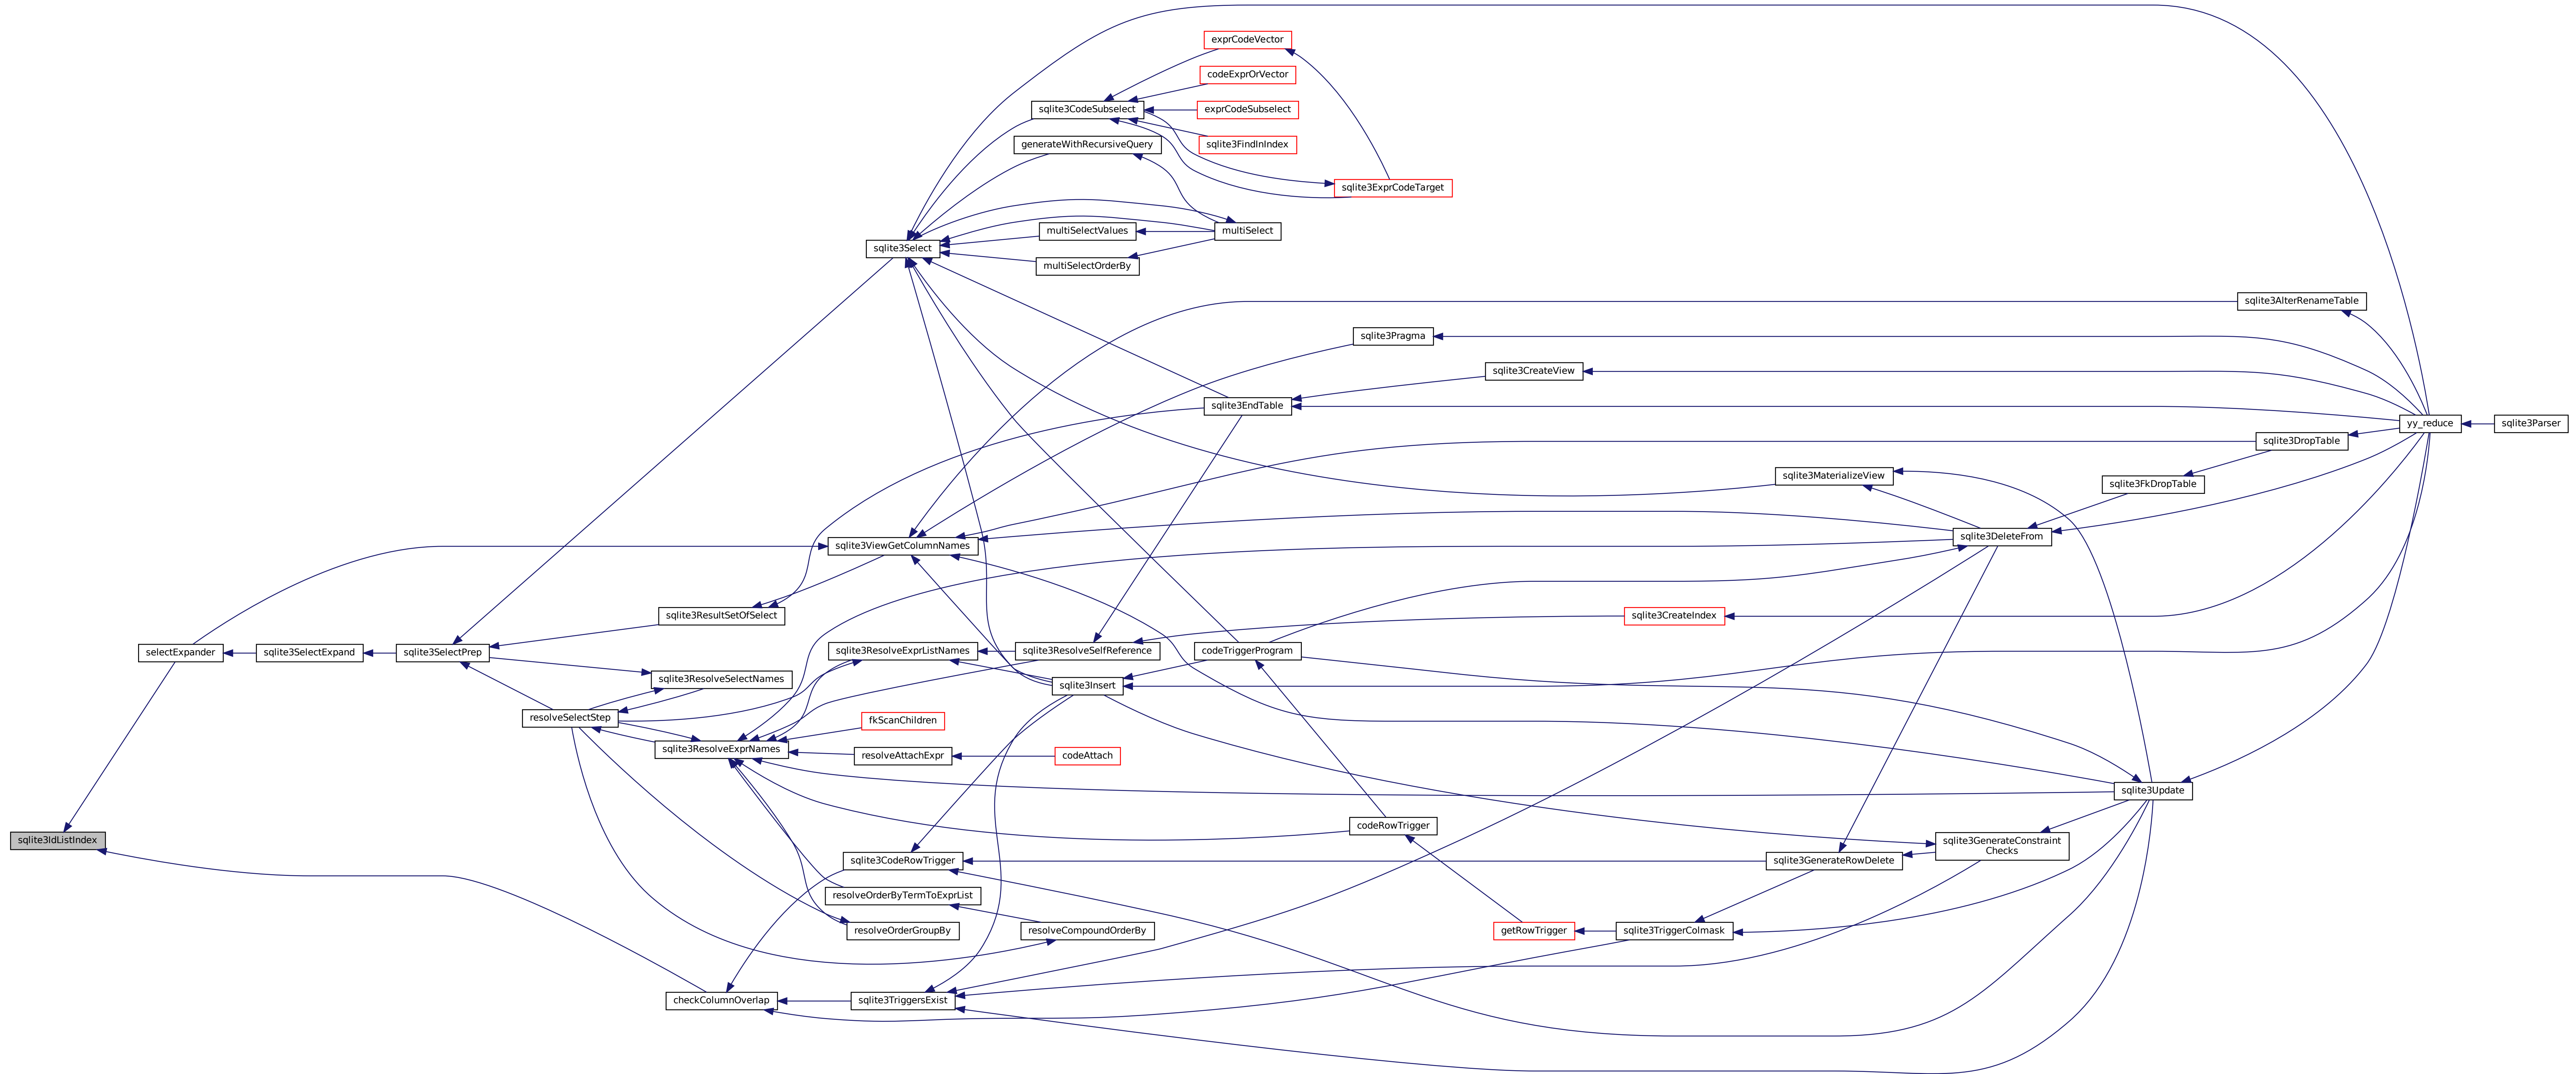 exprCodeVector
codeExprOrVector
sqlite3CodeSubselect
exprCodeSubselect
generateWithRecursiveQuery
sqlite3FindInIndex
sqlite3ExprCodeTarget
sqlite3Select
multiSelectValues
multiSelect
multiSelectOrderBy
sqlite3AlterRenameTable
sqlite3Pragma
sqlite3CreateView
sqlite3EndTable
yy_reduce
sqlite3Parser
sqlite3DropTable
sqlite3MaterializeView
sqlite3FkDropTable
sqlite3ViewGetColumnNames
sqlite3DeleteFrom
sqlite3ResultSetOfSelect
sqlite3CreateIndex
selectExpander
sqlite3SelectExpand
sqlite3SelectPrep
sqlite3ResolveExprListNames
sqlite3ResolveSelfReference
codeTriggerProgram
sqlite3ResolveSelectNames
sqlite3Insert
resolveSelectStep
fkScanChildren
sqlite3ResolveExprNames
resolveAttachExpr
codeAttach
sqlite3Update
sqlite3IdListIndex
codeRowTrigger
sqlite3GenerateConstraint
Checks
sqlite3CodeRowTrigger
sqlite3GenerateRowDelete
resolveOrderByTermToExprList
resolveOrderGroupBy
resolveCompoundOrderBy
getRowTrigger
sqlite3TriggerColmask
checkColumnOverlap
sqlite3TriggersExist